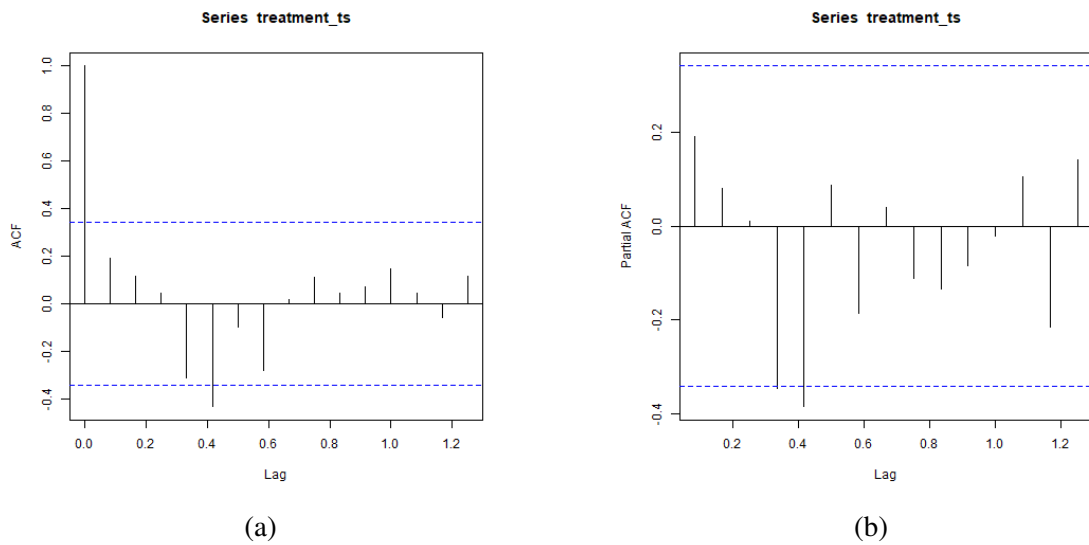 Series treatment_ts
ACF
1.0
0.8
0.6
0.4
0.2
0.0
-0.2
-0.4
0.0 0.2 0.4 0.6 0.8 1.0 1.2
Lag
(a)
Series treatment_ts
Partial ACF
0.2
0.0
-0.2
-0.4
0.2 0.4 0.6 0.8 1.0 1.2
Lag
(b)